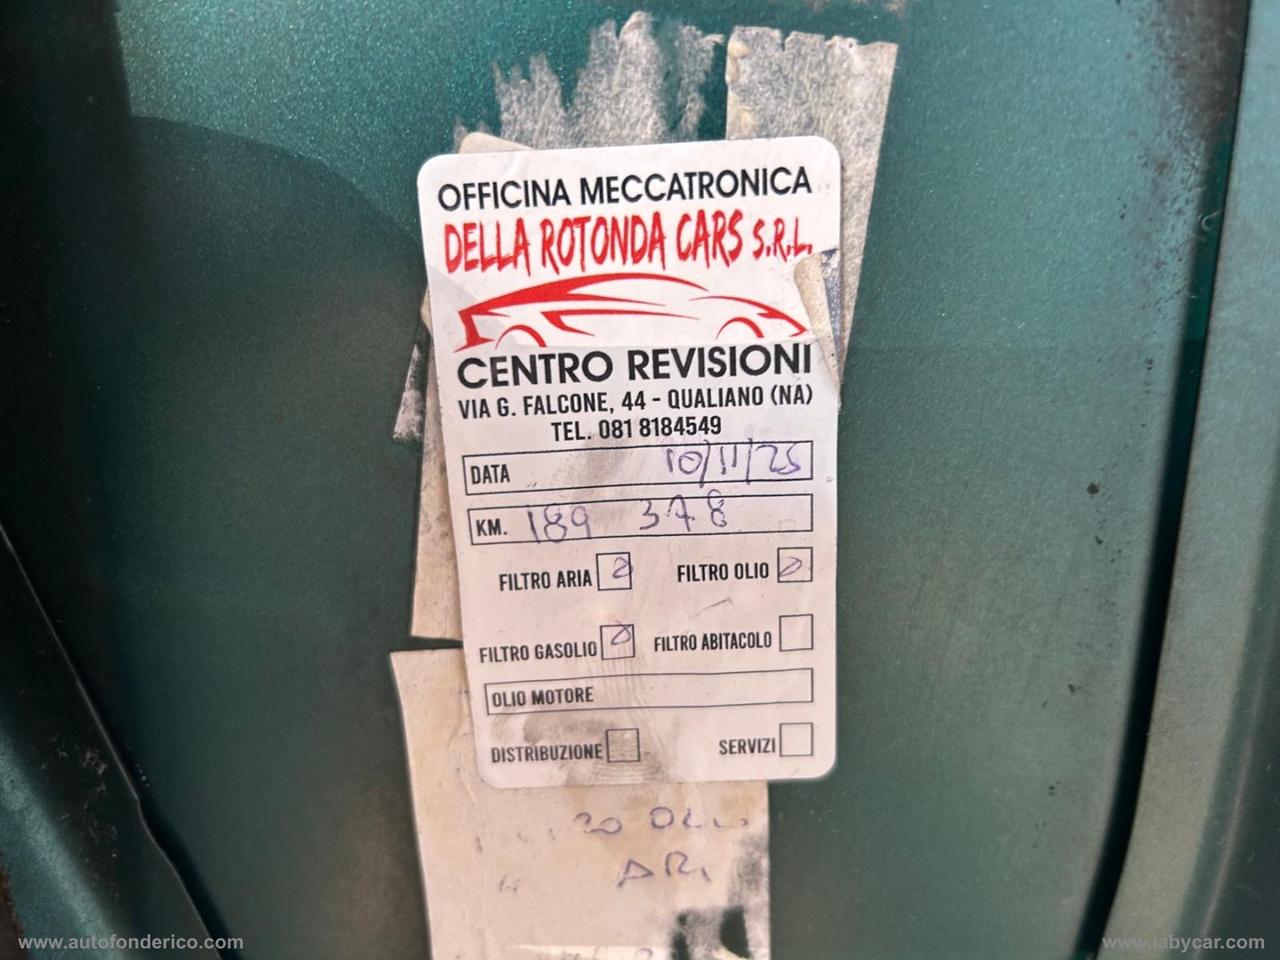 OFFICINA MECCATRONICA
DELLA ROTONDA CARS S.R.L.
CENTRO REVISIONI
VIA G. FALCONE, 44 - QUALIANO (NA)
TEL. 081 8184549
DATA 10/11/25
KM. 189 378
FILTRO ARIA FILTRO OLIO
FILTRO GASOLIO FILTRO ABITACOLO
OLIO MOTORE
DISTRIBUZIONE SERVIZI
www.autofonderico.com www.iabycar.com